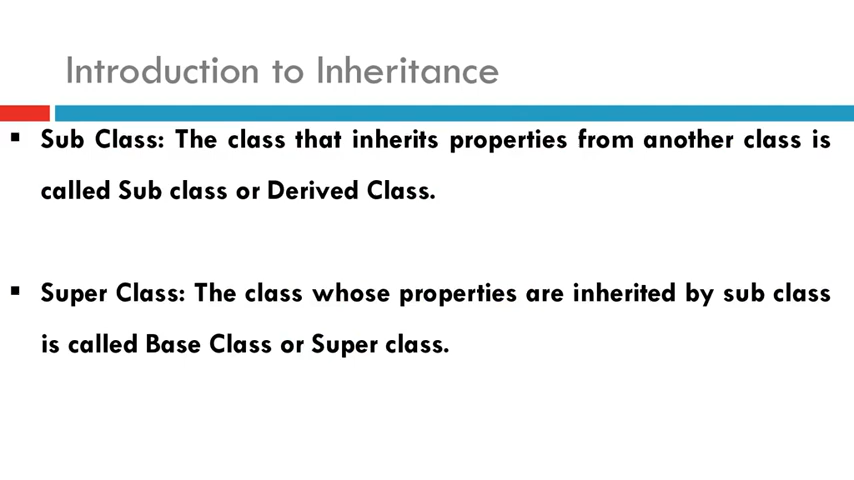 Introduction to Inheritance
▪ Sub Class: The class that inherits properties from another class is
called Sub class or Derived Class.
▪ Super Class: The class whose properties are inherited by sub class
is called Base Class or Super class.